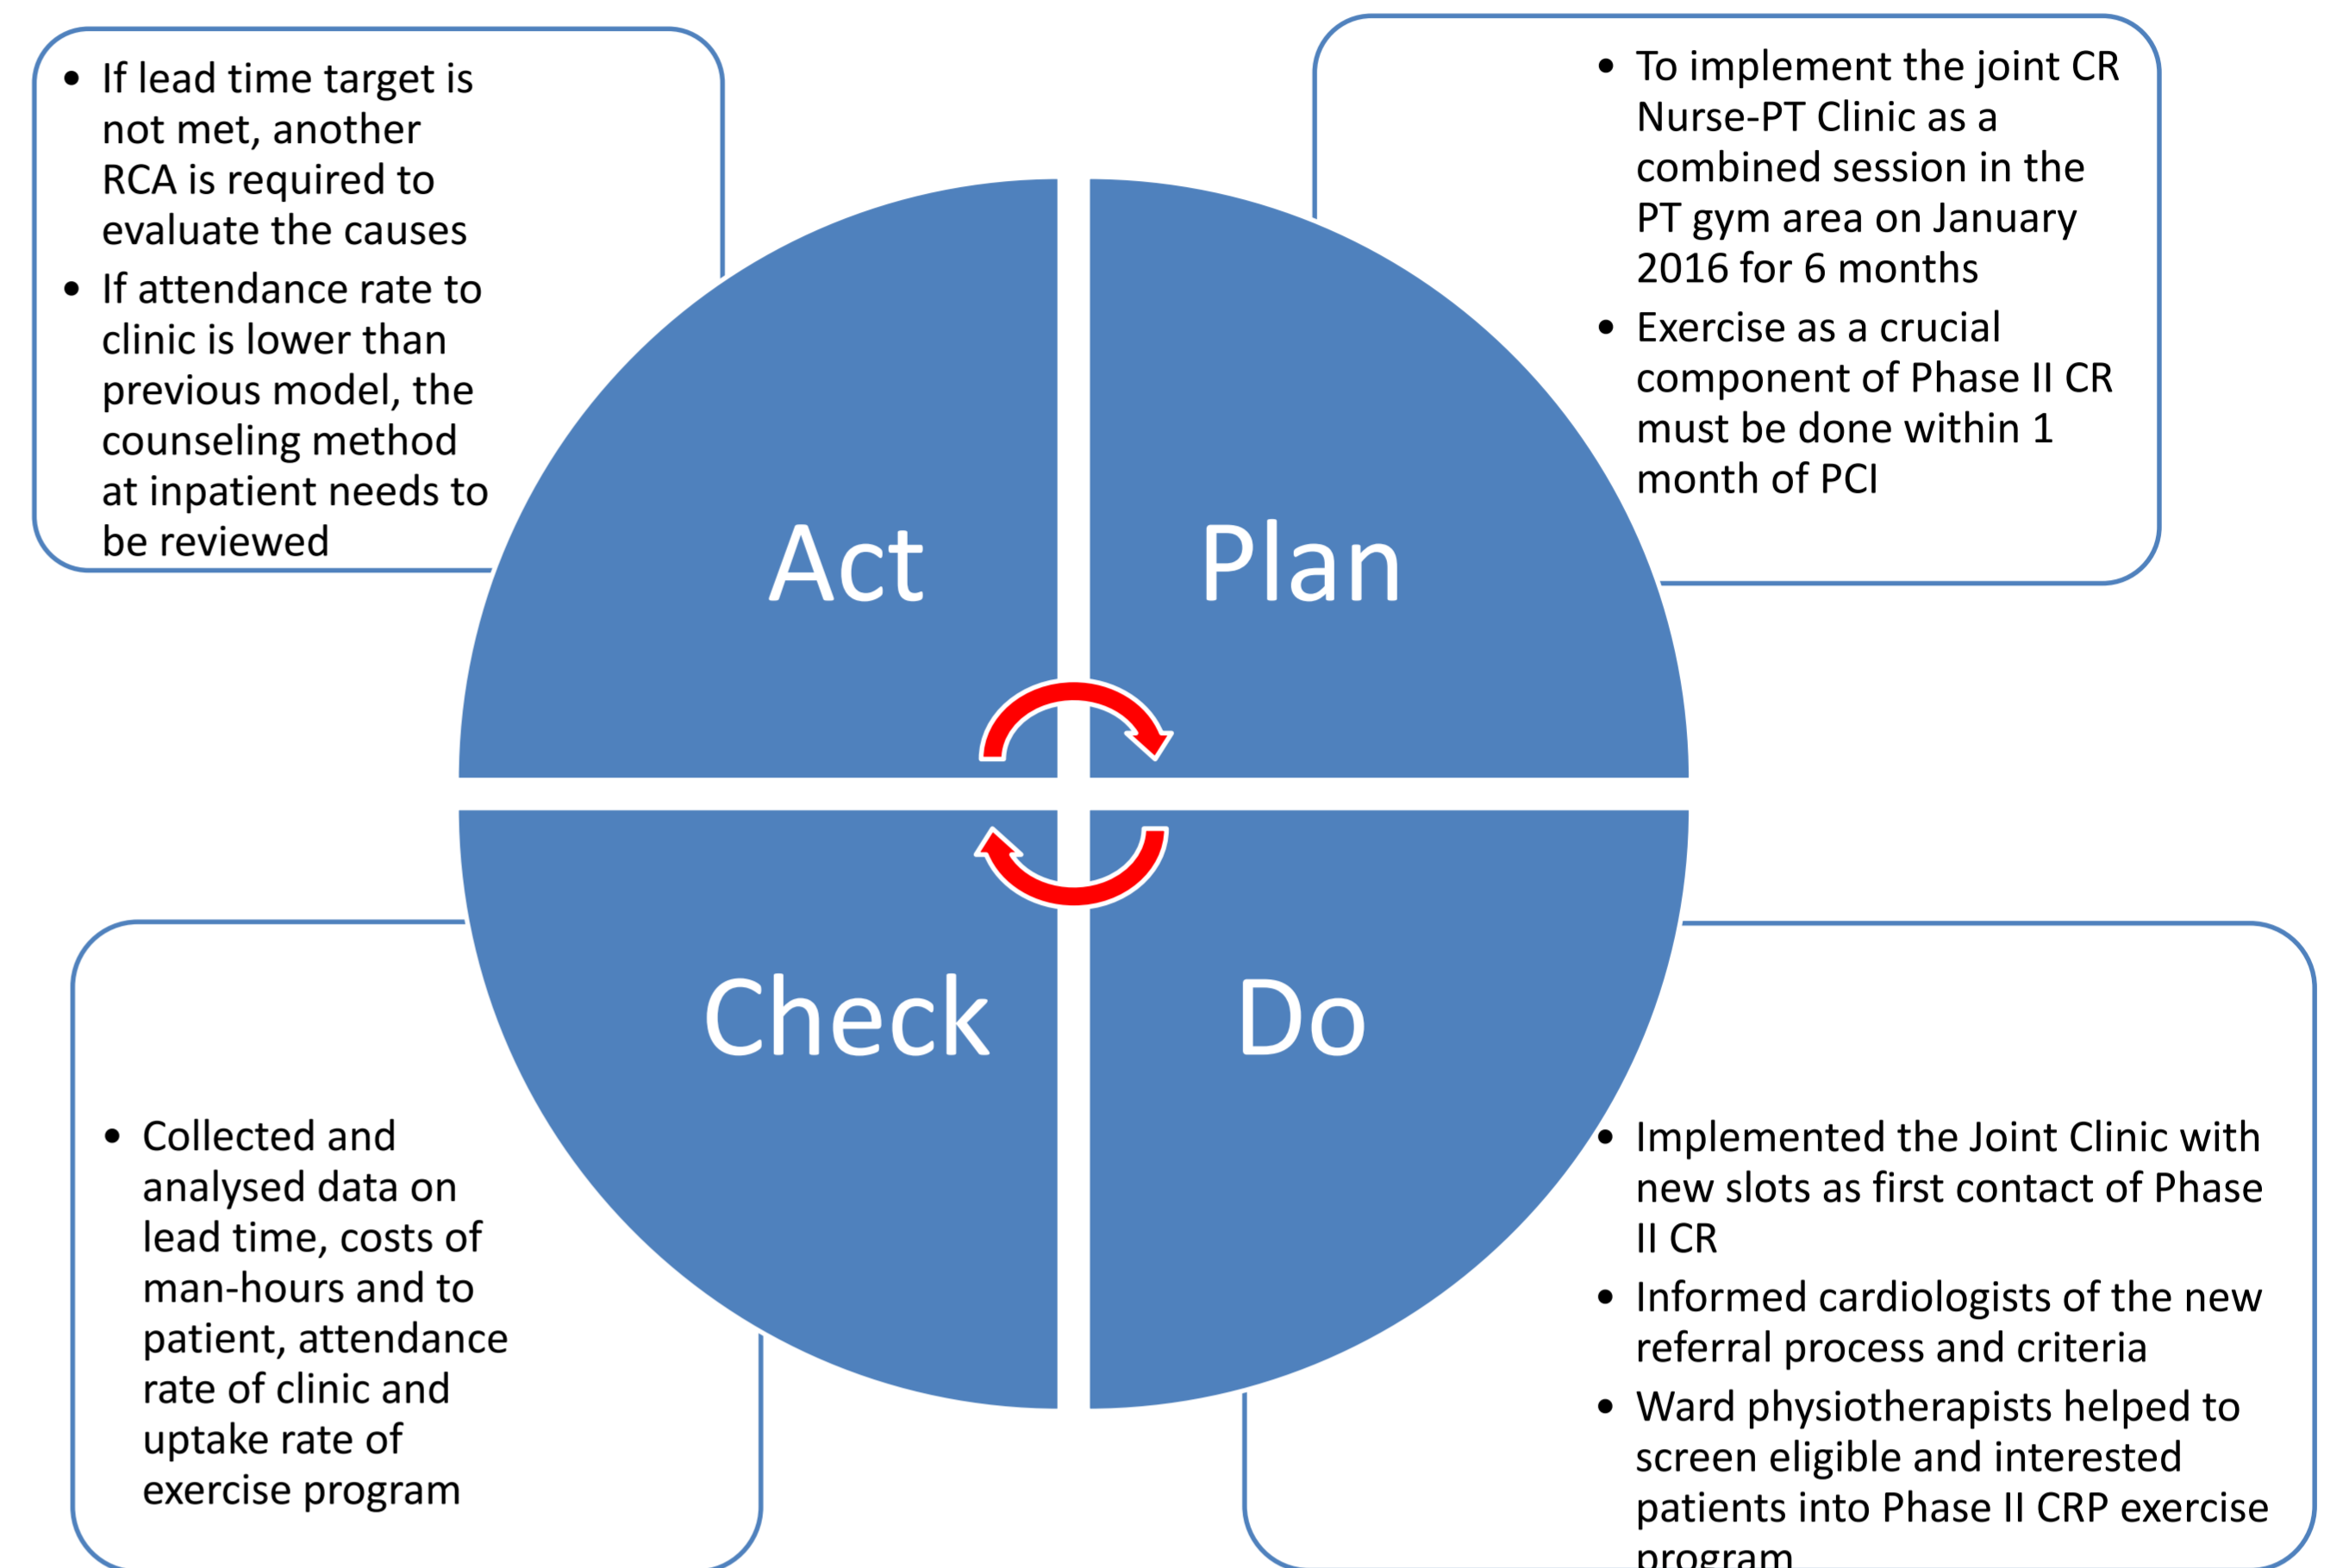 • If lead time target is
not met, another
RCA is required to
evaluate the causes
• If attendance rate to
clinic is lower than
previous model, the
counseling method
at inpatient needs to
be reviewed
• To implement the joint CR
Nurse-PT Clinic as a
combined session in the
PT gym area on January
2016 for 6 months
• Exercise as a crucial
component of Phase II CR
must be done within 1
month of PCI
Act
Plan
Check
Do
• Collected and
analysed data on
lead time, costs of
man-hours and to
patient, attendance
rate of clinic and
uptake rate of
exercise program
• Implemented the Joint Clinic with
new slots as first contact of Phase
II CR
• Informed cardiologists of the new
referral process and criteria
• Ward physiotherapists helped to
screen eligible and interested
patients into Phase II CRP exercise
program